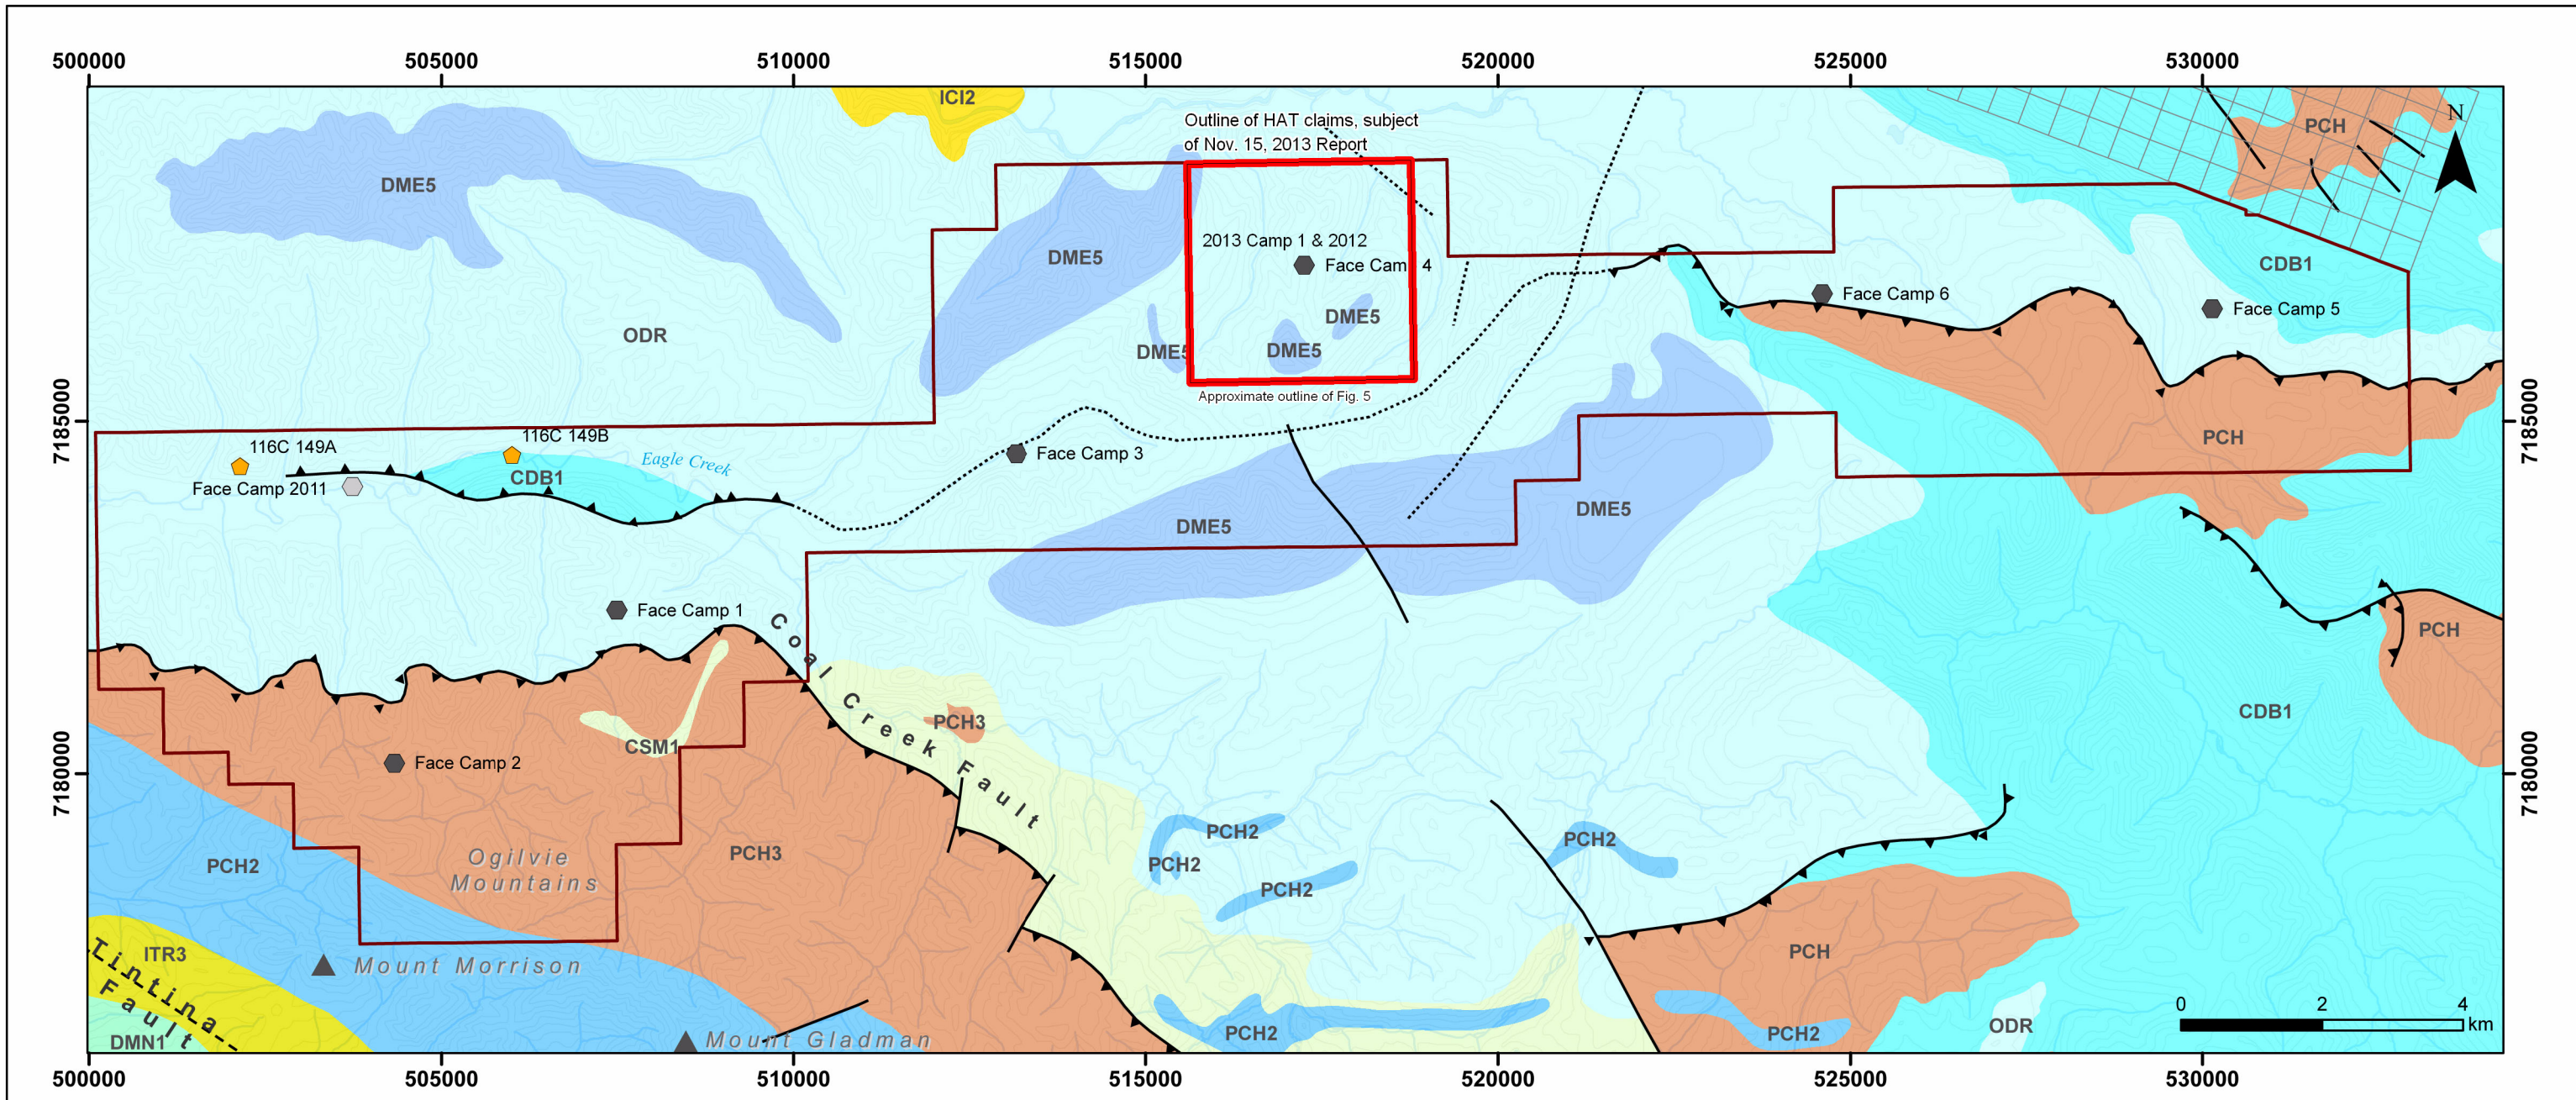 500000 505000 510000 515000 520000 525000 530000
ICI2
Outline of HAT claims, subject
of Nov. 15, 2013 Report
PCH
N
DME5
2013 Camp 1 & 2012
Face Cam 4
DME5
CDB1
Face Camp 6
Face Camp 5
DME5
ODR
DME5
DME5
Approximate outline of Fig. 5
7185000
7185000
116C 149A
116C 149B
Eagle Creek
PCH
Face Camp 3
CDB1
Face Camp 2011
DME5
DME5
Face Camp 1
PCH
Coal Creek Fault
PCH3
CDB1
CSM1
Face Camp 2
7180000
7180000
PCH2
PCH2
PCH2
PCH2
PCH3
Ogilvie
Mountains
PCH2
ITR3
Tintina
Fault
Mount Morrison
PCH
DMN1
Mount Gladman
PCH2
PCH2
ODR
0 2 4
km
500000 505000 510000 515000 520000 525000 530000